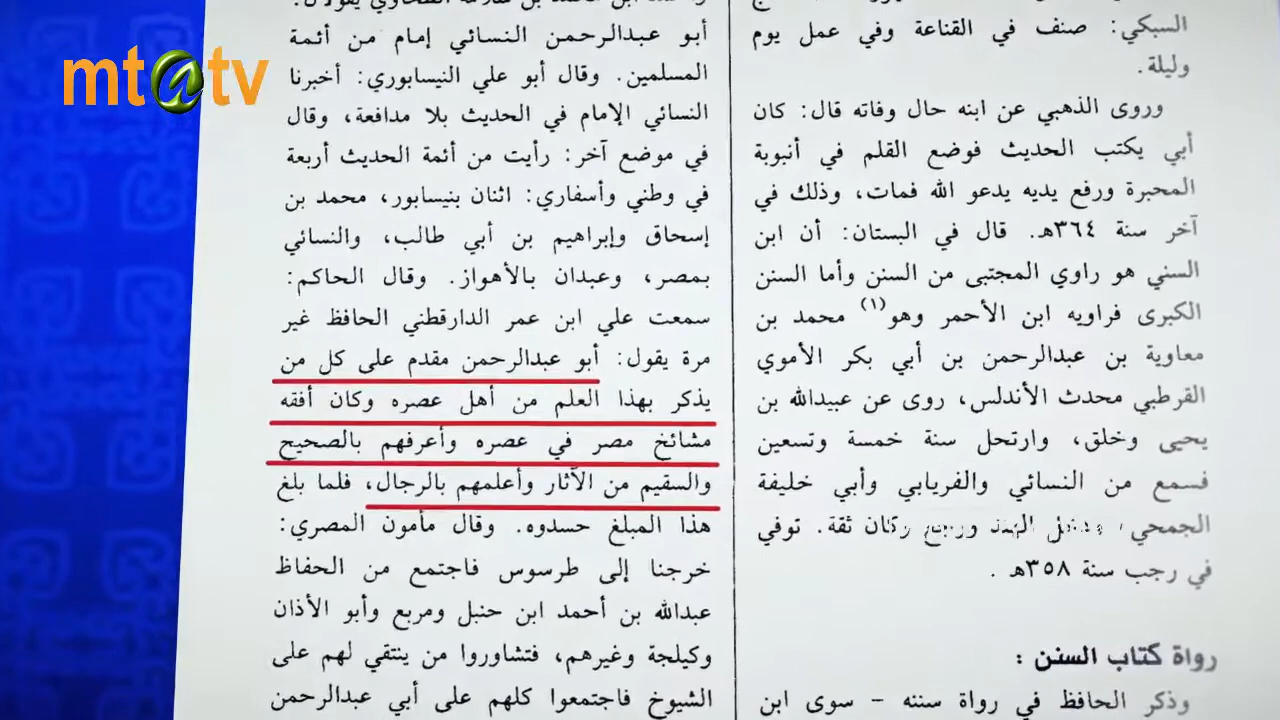 mt@tv
السبكي: صنف في القناعة وفي عمل يوم
وليلة.
وروى الذهبي عن ابنه حال وفاته قال: كان
أبي يكتب الحديث فوضع القلم في أنبوبة
المحبرة ورفع يديه يدعو الله فمات، وذلك في
آخر سنة ٣٦٤هـ. قال في البستان: أن ابن
السني هو راوي المجتبى من السنن وأما السنن
الكبرى فراويه ابن الأحمر وهو(١) محمد بن
معاوية بن عبدالرحمن بن أبي بكر الأموي
القرطبي محدث الأندلس، روى عن عبيدالله بن
يحيى وخلق، وارتحل سنة خمسة وتسعين
فسمع من النسائي والفريابي وأبي خليفة
الجمحي ودخل الهند ورجع وكان ثقة. توفي
في رجب سنة ٣٥٨هـ .
رواة كتاب السنن :
وذكر الحافظ في رواة سننه - سوى ابن
أبو عبدالرحمن النسائي إمام من أئمة
المسلمين. وقال أبو علي النيسابوري: أخبرنا
النسائي الإمام في الحديث بلا مدافعة، وقال
في موضع آخر: رأيت من أئمة الحديث أربعة
في وطني وأسفاري: اثنان بنيسابور، محمد بن
إسحاق وإبراهيم بن أبي طالب، والنسائي
بمصر، وعبدان بالأهواز. وقال الحاكم:
سمعت علي ابن عمر الدارقطني الحافظ غير
مرة يقول: أبو عبدالرحمن مقدم على كل من
يذكر بهذا العلم من أهل عصره وكان أفقه
مشائخ مصر في عصره وأعرفهم بالصحيح
والسقيم من الآثار وأعلمهم بالرجال، فلما بلغ
هذا المبلغ حسدوه. وقال مأمون المصري:
خرجنا إلى طرسوس فاجتمع من الحفاظ
عبدالله بن أحمد ابن حنبل ومربع وأبو الأذان
وكيلجة وغيرهم، فتشاوروا من ينتقي لهم على
الشيوخ فاجتمعوا كلهم على أبي عبدالرحمن